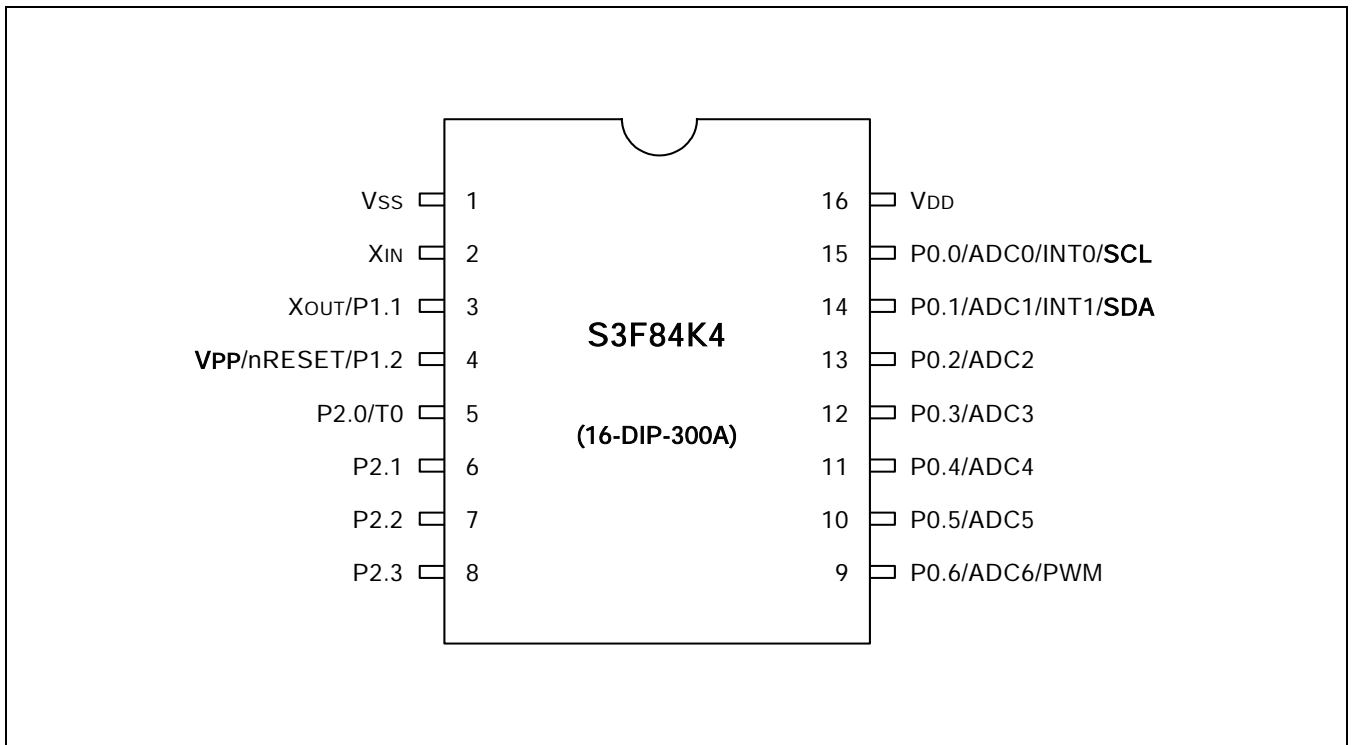 VSS 1 16 VDD
XIN 2 15 P0.0/ADC0/INT0/SCL
XOUT/P1.1 3 14 P0.1/ADC1/INT1/SDA
S3F84K4
VPP/nRESET/P1.2 4 13 P0.2/ADC2
P2.0/T0 5 12 P0.3/ADC3
(16-DIP-300A)
P2.1 6 11 P0.4/ADC4
P2.2 7 10 P0.5/ADC5
P2.3 8 9 P0.6/ADC6/PWM